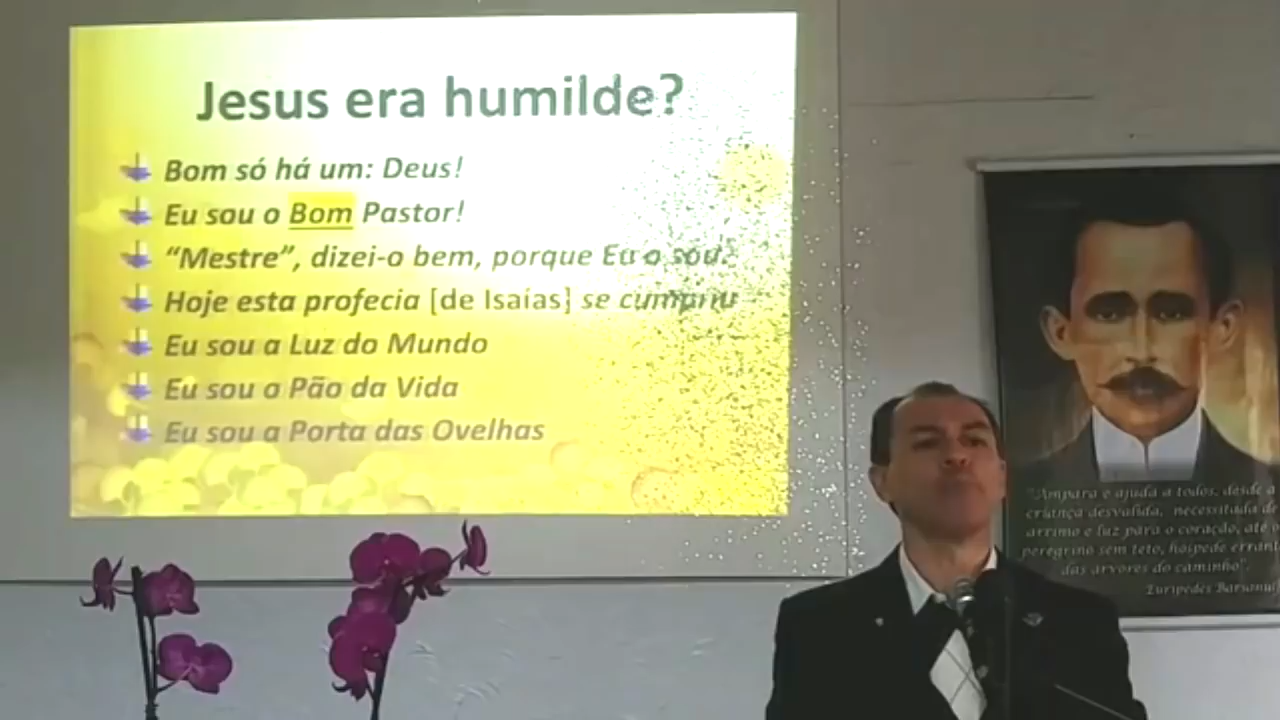 Jesus era humilde?
Bom só há um: Deus!
Eu sou o Bom Pastor!
“Mestre”, dizei-o bem, porque Eu o sou!
Hoje esta profecia [de Isaías] se cumpriu
Eu sou a Luz do Mundo
Eu sou a Pão da Vida
Eu sou a Porta das Ovelhas
"Ampara e ajuda a todos, desde a
criança desvalida, necessitada de
arrimo e luz para o coração, até o
peregrino sem teto, hóspede errant
das árvores do caminho".
Eurípedes Barsanulf